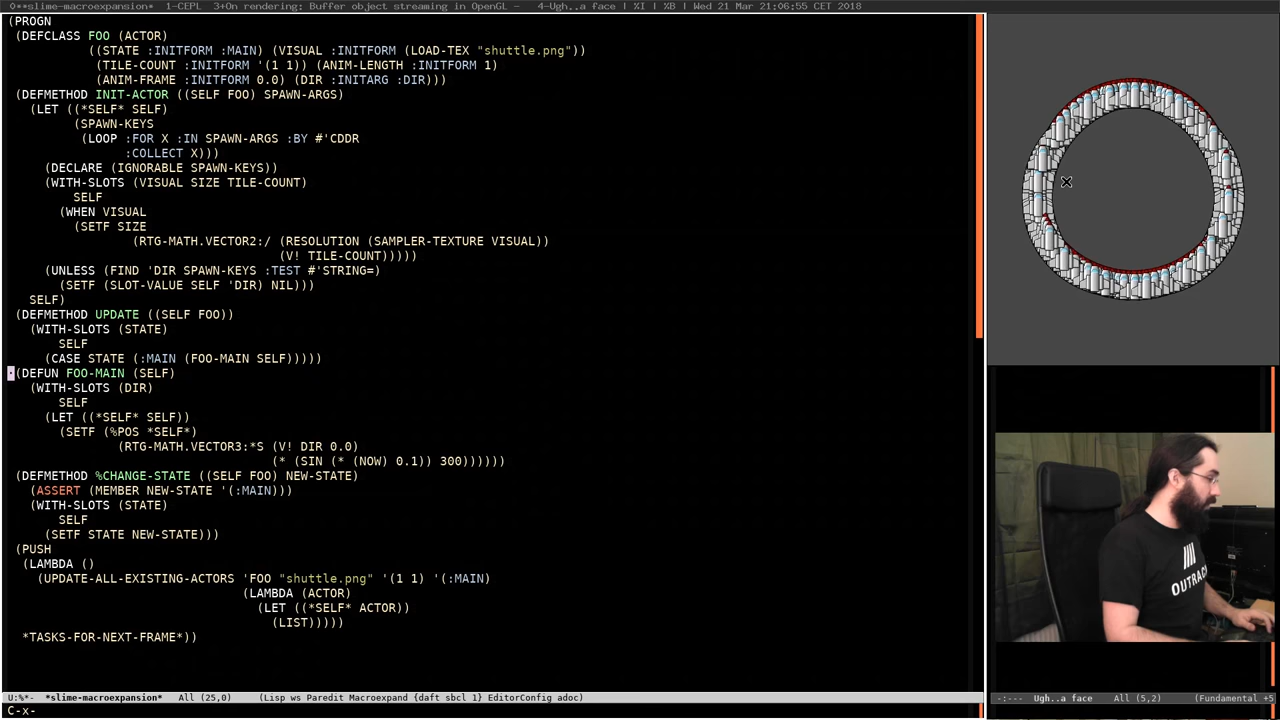 0**slime-macroexpansion  1-CEPL  3+On rendering: Buffer object streaming in OpenGL -   4-Ugh..a face | %I | %B | Wed 21 Mar 21:06:55 CET 2018
(PROGN
(DEFCLASS FOO (ACTOR)
((STATE :INITFORM :MAIN) (VISUAL :INITFORM (LOAD-TEX "shuttle.png"))
(TILE-COUNT :INITFORM '(1 1)) (ANIM-LENGTH :INITFORM 1)
(ANIM-FRAME :INITFORM 0.0) (DIR :INITARG :DIR)))
(DEFMETHOD INIT-ACTOR ((SELF FOO) SPAWN-ARGS)
(LET ((*SELF* SELF)
(SPAWN-KEYS
(LOOP :FOR X :IN SPAWN-ARGS :BY #'CDDR
:COLLECT X)))
(DECLARE (IGNORABLE SPAWN-KEYS))
(WITH-SLOTS (VISUAL SIZE TILE-COUNT)
SELF
(WHEN VISUAL
(SETF SIZE
(RTG-MATH.VECTOR2:/ (RESOLUTION (SAMPLER-TEXTURE VISUAL))
(V! TILE-COUNT)))))
(UNLESS (FIND 'DIR SPAWN-KEYS :TEST #'STRING=)
(SETF (SLOT-VALUE SELF 'DIR) NIL)))
SELF)
(DEFMETHOD UPDATE ((SELF FOO))
(WITH-SLOTS (STATE)
SELF
(CASE STATE (:MAIN (FOO-MAIN SELF)))))
(DEFUN FOO-MAIN (SELF)
(WITH-SLOTS (DIR)
SELF
(LET ((*SELF* SELF))
(SETF (%POS *SELF*)
(RTG-MATH.VECTOR3:*S (V! DIR 0.0)
(* (SIN (* (NOW) 0.1)) 300))))))
(DEFMETHOD %CHANGE-STATE ((SELF FOO) NEW-STATE)
(ASSERT (MEMBER NEW-STATE '(:MAIN)))
(WITH-SLOTS (STATE)
SELF
(SETF STATE NEW-STATE)))
(PUSH
(LAMBDA ()
(UPDATE-ALL-EXISTING-ACTORS 'FOO "shuttle.png" '(1 1) '(:MAIN)
(LAMBDA (ACTOR)
(LET ((*SELF* ACTOR))
(LIST)))))
*TASKS-FOR-NEXT-FRAME*))
OUTRAC
U:%*-  *slime-macroexpansion*   All (25,0)     (Lisp ws Paredit Macroexpand {daft sbcl 1} EditorConfig adoc)
-:---  Ugh..a face    All (5,2)      (Fundamental +5
C-x-